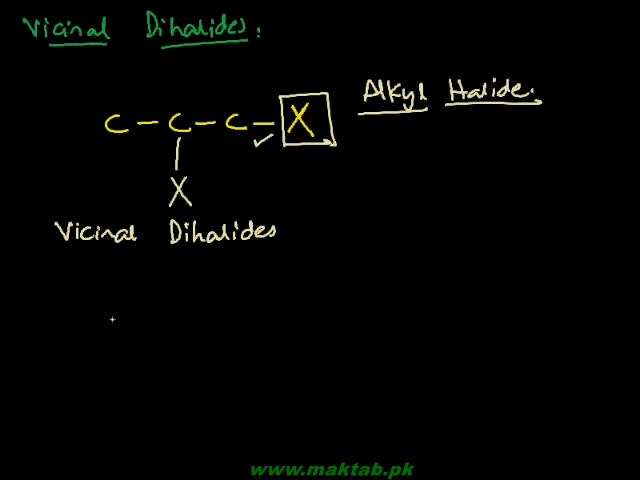 Vicinal Dihalides :
Alkyl Halide.
C - C - C - X
X
Vicinal Dihalides
www.maktab.pk